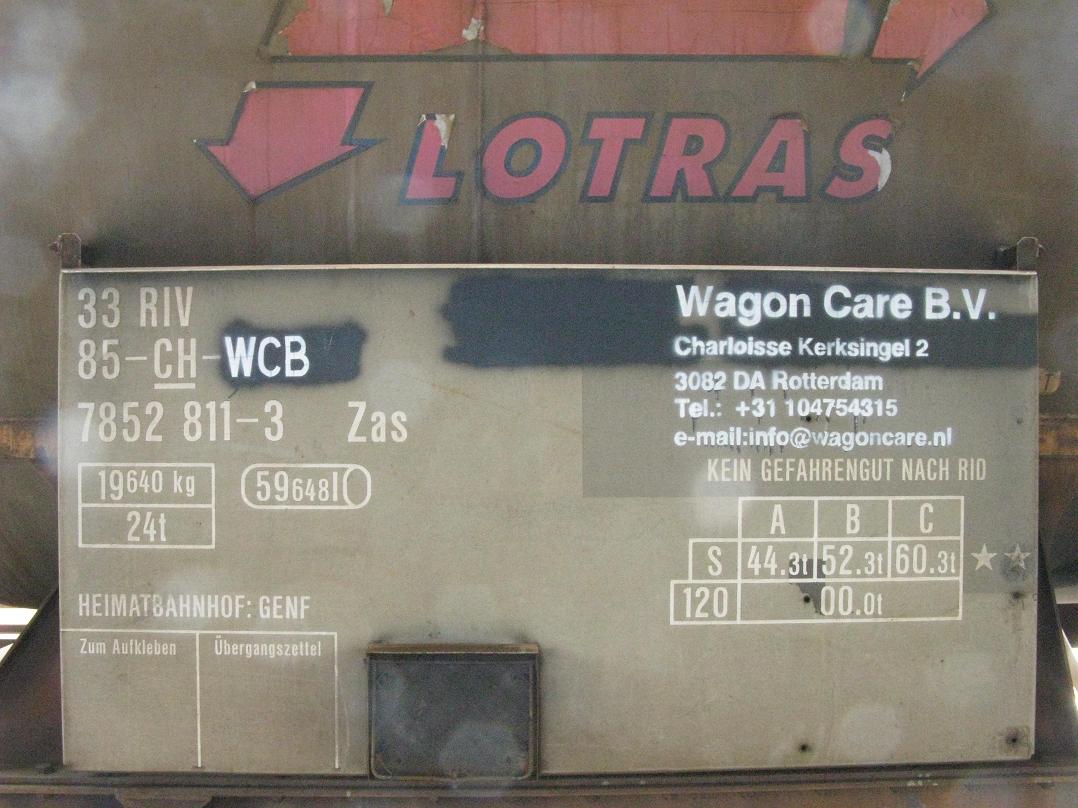 LOTRAS
33 RIV
85-CH-WCB
7852 811-3 Zas
19640 kg
24t
59648l
HEIMATBAHNHOF: GENF
Zum Aufkleben
Übergangszettel
Wagon Care B.V.
Charloisse Kerksingel 2
3082 DA Rotterdam
Tel.: +31 104754315
e-mail:info@wagoncare.nl
KEIN GEFAHRENGUT NACH RID
A B C
S 44.3t 52.3t 60.3t ★☆
120 00.0t